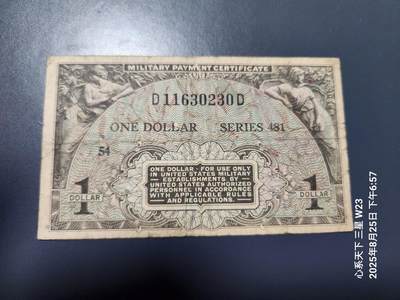 MILITARY PAYMENT CERTIFICATE
D11630230D
ONE DOLLAR SERIES 481
54
ONE DOLLAR - FOR USE ONLY
IN UNITED STATES MILITARY
ESTABLISHMENTS BY
UNITED STATES AUTHORIZED
PERSONNEL IN ACCORDANCE
WITH APPLICABLE RULES
AND REGULATIONS.
1
DOLLAR
1
DOLLAR
心系天下 三星 W23
2025年8月25日 下午6:57